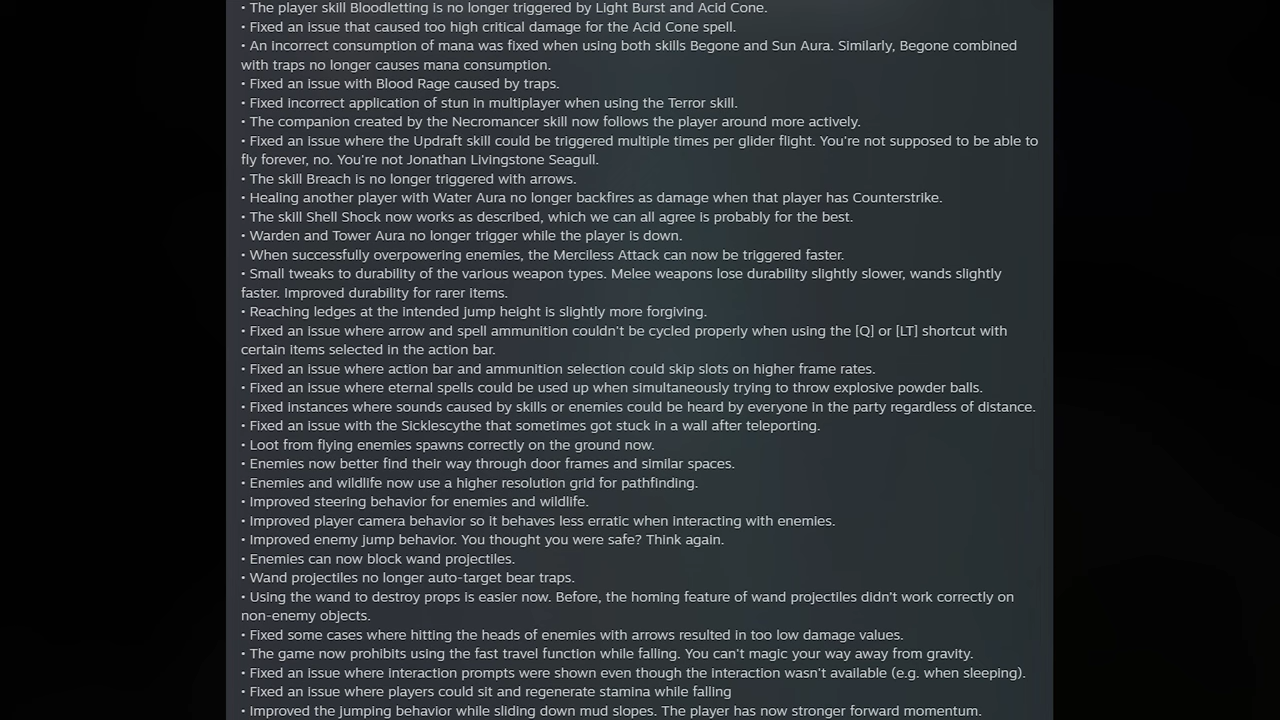 • The player skill Bloodletting is no longer triggered by Light Burst and Acid Cone.
• Fixed an issue that caused too high critical damage for the Acid Cone spell.
• An incorrect consumption of mana was fixed when using both skills Begone and Sun Aura. Similarly, Begone combined
with traps no longer causes mana consumption.
• Fixed an issue with Blood Rage caused by traps.
• Fixed incorrect application of stun in multiplayer when using the Terror skill.
• The companion created by the Necromancer skill now follows the player around more actively.
• Fixed an issue where the Updraft skill could be triggered multiple times per glider flight. You're not supposed to be able to
fly forever, no. You're not Jonathan Livingstone Seagull.
• The skill Breach is no longer triggered with arrows.
• Healing another player with Water Aura no longer backfires as damage when that player has Counterstrike.
• The skill Shell Shock now works as described, which we can all agree is probably for the best.
• Warden and Tower Aura no longer trigger while the player is down.
• When successfully overpowering enemies, the Merciless Attack can now be triggered faster.
• Small tweaks to durability of the various weapon types. Melee weapons lose durability slightly slower, wands slightly
faster. Improved durability for rarer items.
• Reaching ledges at the intended jump height is slightly more forgiving.
• Fixed an issue where arrow and spell ammunition couldn't be cycled properly when using the [Q] or [LT] shortcut with
certain items selected in the action bar.
• Fixed an issue where action bar and ammunition selection could skip slots on higher frame rates.
• Fixed an issue where eternal spells could be used up when simultaneously trying to throw explosive powder balls.
• Fixed instances where sounds caused by skills or enemies could be heard by everyone in the party regardless of distance.
• Fixed an issue with the Sicklescythe that sometimes got stuck in a wall after teleporting.
• Loot from flying enemies spawns correctly on the ground now.
• Enemies now better find their way through door frames and similar spaces.
• Enemies and wildlife now use a higher resolution grid for pathfinding.
• Improved steering behavior for enemies and wildlife.
• Improved player camera behavior so it behaves less erratic when interacting with enemies.
• Improved enemy jump behavior. You thought you were safe? Think again.
• Enemies can now block wand projectiles.
• Wand projectiles no longer auto-target bear traps.
• Using the wand to destroy props is easier now. Before, the homing feature of wand projectiles didn't work correctly on
non-enemy objects.
• Fixed some cases where hitting the heads of enemies with arrows resulted in too low damage values.
• The game now prohibits using the fast travel function while falling. You can't magic your way away from gravity.
• Fixed an issue where interaction prompts were shown even though the interaction wasn't available (e.g. when sleeping).
• Fixed an issue where players could sit and regenerate stamina while falling
• Improved the jumping behavior while sliding down mud slopes. The player has now stronger forward momentum.